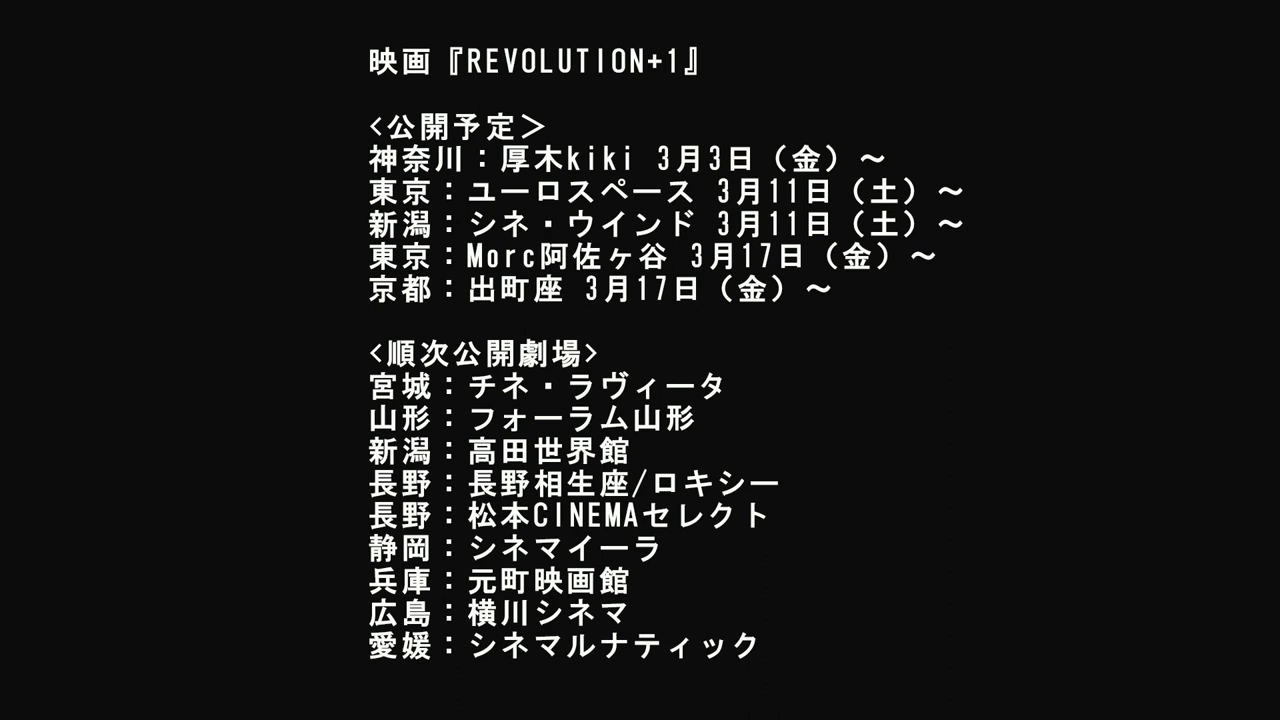 映画『REVOLUTION+1』
<公開予定＞
神奈川：厚木kiki 3月3日（金）～
東京：ユーロスペース 3月11日（土）～
新潟：シネ・ウインド 3月11日（土）～
東京：Morc阿佐ヶ谷 3月17日（金）～
京都：出町座 3月17日（金）～
<順次公開劇場>
宮城：チネ・ラヴィータ
山形：フォーラム山形
新潟：高田世界館
長野：長野相生座/ロキシー
長野：松本CINEMAセレクト
静岡：シネマイーラ
兵庫：元町映画館
広島：横川シネマ
愛媛：シネマルナティック